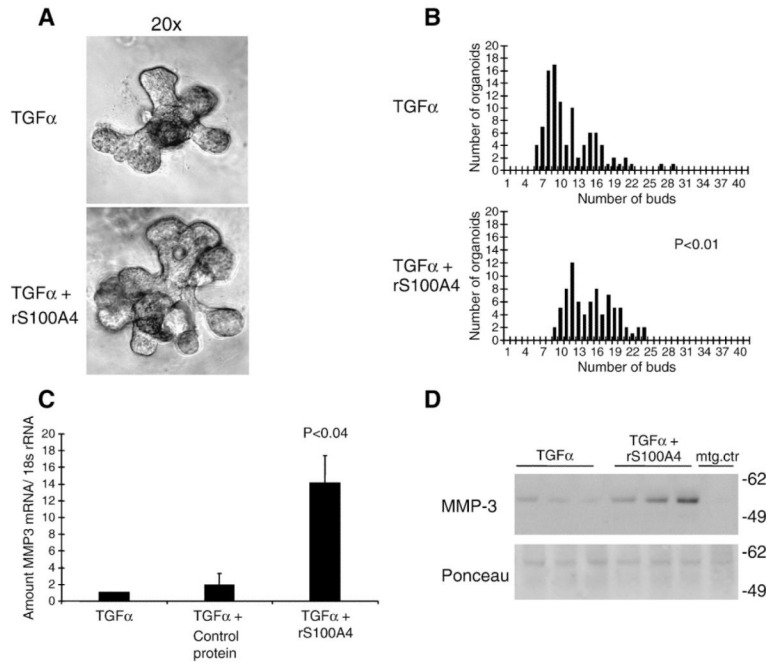 A
20x
TGFα
TGFα +
rS100A4
B
TGFα
Number of organoids
20
18
16
14
12
10
8
6
4
2
0
1 4 7 10 13 16 19 22 25 28 31 34 37 40
Number of buds
TGFα +
rS100A4
Number of organoids
20
18
16
14
12
10
8
6
4
2
0
P<0.01
1 4 7 10 13 16 19 22 25 28 31 34 37 40
Number of buds
C
Amount MMP3 mRNA/ 18s rRNA
20
18
16
14
12
10
8
6
4
2
0
P<0.04
TGFα
TGFα +
Control
protein
TGFα +
rS100A4
D
TGFα
TGFα +
rS100A4
mtg.ctr
MMP-3
-62
-49
Ponceau
-62
-49